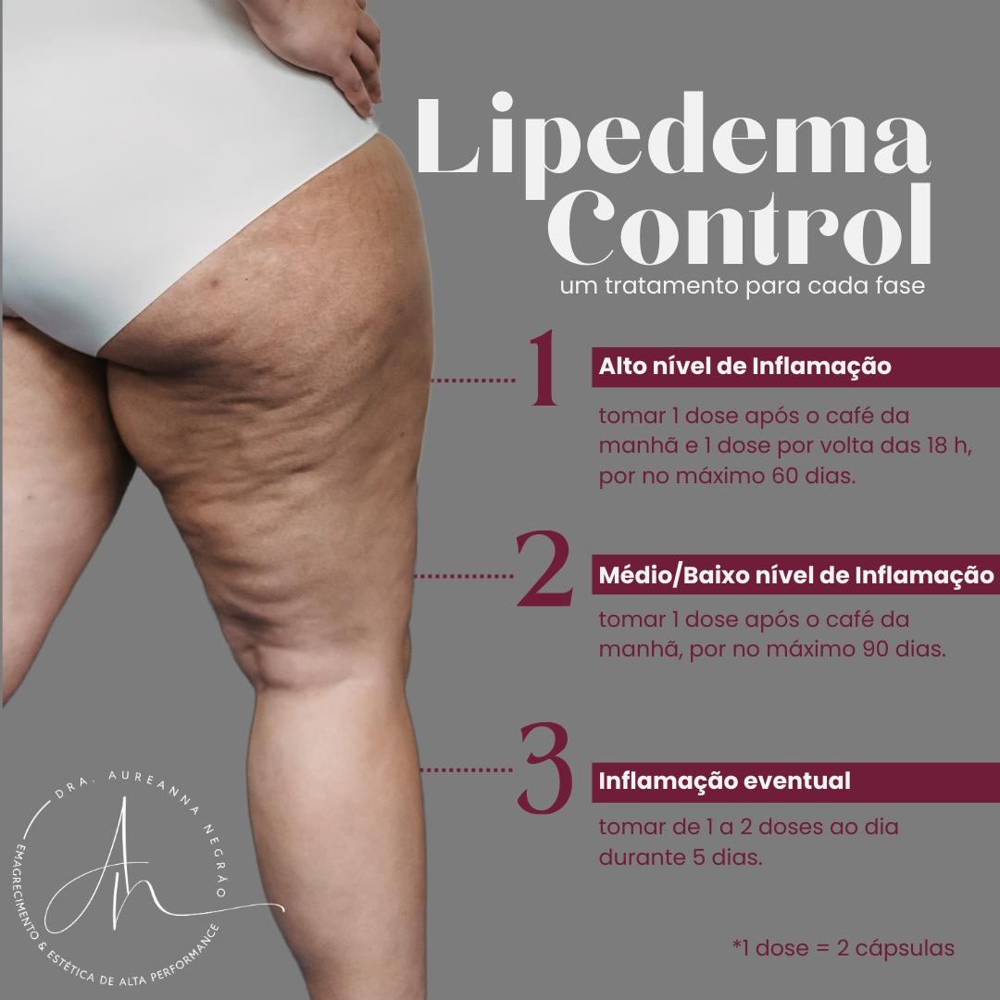 Lipedema
Control
um tratamento para cada fase
1
Alto nível de Inflamação
tomar 1 dose após o café da
manhã e 1 dose por volta das 18 h,
por no máximo 60 dias.
2
Médio/Baixo nível de Inflamação
tomar 1 dose após o café da
manhã, por no máximo 90 dias.
3
Inflamação eventual
tomar de 1 a 2 doses ao dia
durante 5 dias.
*1 dose = 2 cápsulas
DRA. AUREANNA NEGRÃO
An
EMAGRECIMENTO & ESTÉTICA DE ALTA PERFORMANCE